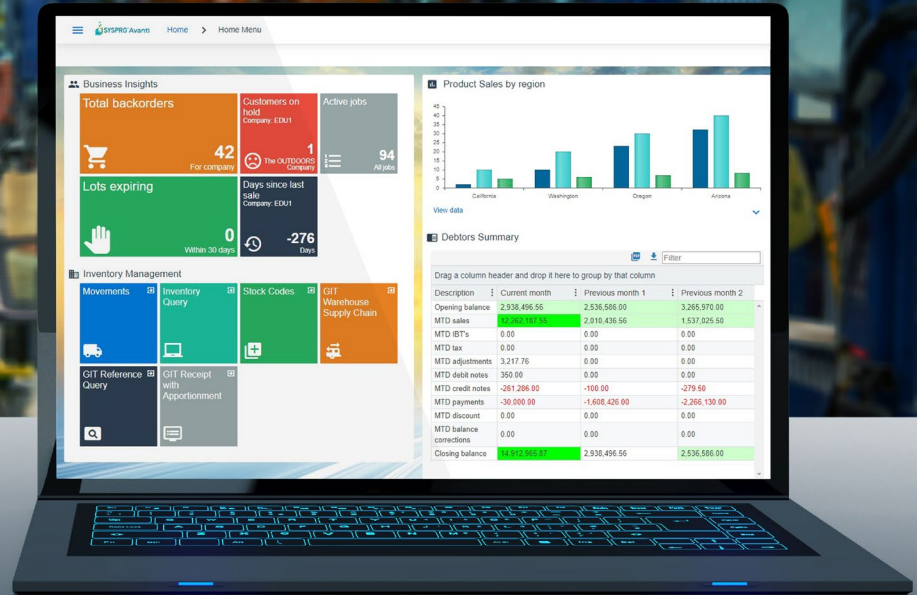 SYSPRO Avanti Home > Home Menu
Business Insights
Total backorders
42
For company
Customers on
hold
Company: EDU1
1
The OUTDOORS
Company
Active jobs
94
All jobs
Lots expiring
0
Within 30 days
Days since last
sale
Company: EDU1
-276
Days
Inventory Management
Movements
Inventory
Query
Stock Codes
GIT
Warehouse
Supply Chain
GIT Reference
Query
GIT Receipt
with
Apportionment
Product Sales by region
45
40
35
30
25
20
15
10
5
0
California Washington Oregon Arizona
View data
Debtors Summary
Filter
Drag a column header and drop it here to group by that column
Description Current month Previous month 1 Previous month 2
Opening balance 2,938,496.56 2,536,586.00 3,265,970.00
MTD sales 12,262,187.55 2,010,436.56 1,537,025.50
MTD IBT's 0.00 0.00 0.00
MTD tax 0.00 0.00 0.00
MTD adjustments 3,217.76 0.00 0.00
MTD debit notes 350.00 0.00 0.00
MTD credit notes -261,286.00 -100.00 -279.50
MTD payments -30,000.00 -1,608,426.00 -2,266,130.00
MTD discount 0.00 0.00 0.00
MTD balance
corrections 0.00 0.00 0.00
Closing balance 14,912,965.87 2,938,496.56 2,536,586.00